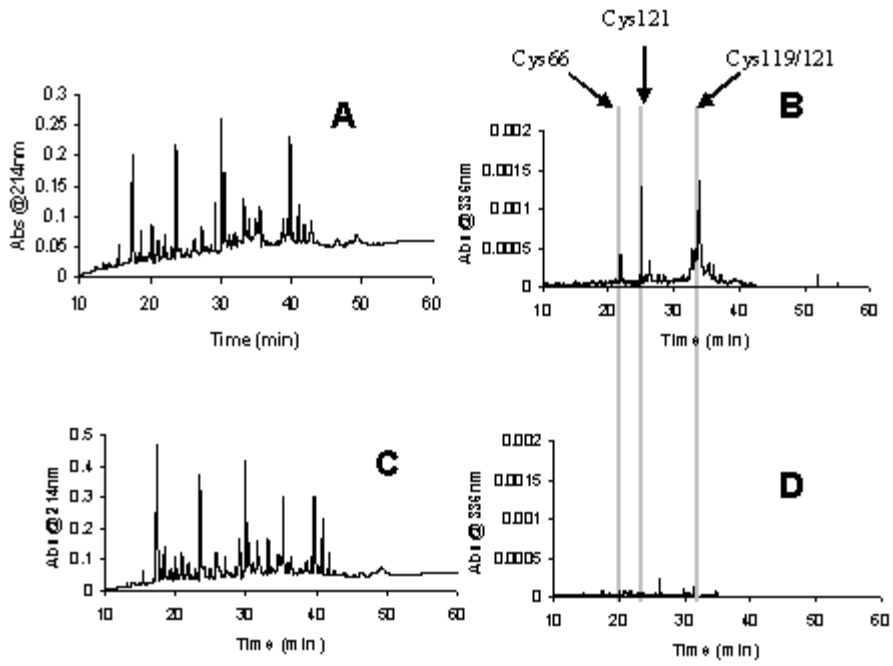 Cys121
Cys66
Cys119/121
A
0.3
0.25
0.2
0.15
0.1
0.05
0
Abs @214nm
10 20 30 40 50 60
Time (min)
B
0.002
0.0015
0.001
0.0005
0
Abs @336nm
10 20 30 40 50 60
Time (min)
C
0.5
0.4
0.3
0.2
0.1
0
Abs @214nm
10 20 30 40 50 60
Time (min)
D
0.002
0.0015
0.001
0.0005
0
Abs @336nm
10 20 30 40 50 60
Time (min)